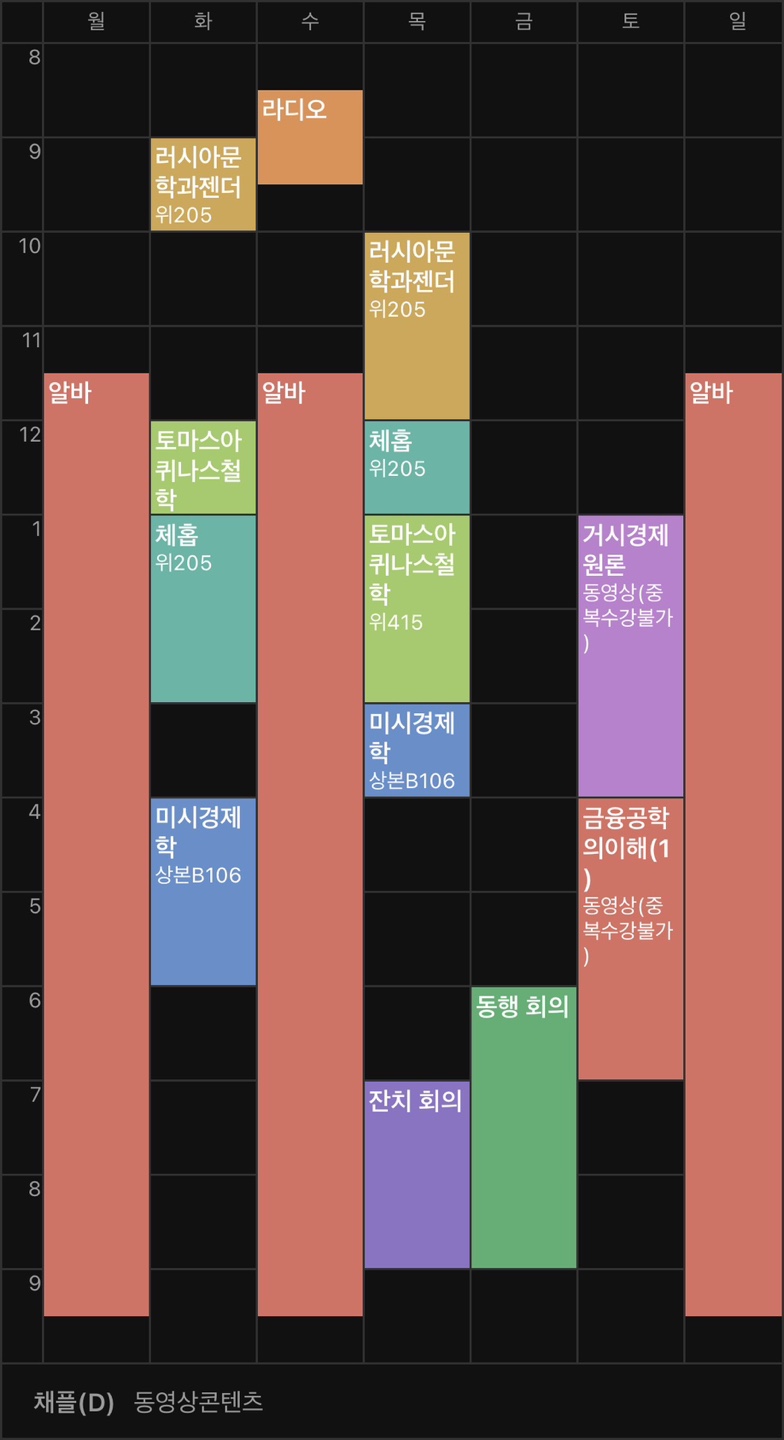 월 화 수 목 금 토 일
8
라디오
9
러시아문
학과젠더
위205
10
러시아문
학과젠더
위205
11
알바
알바
알바
12
토마스아
퀴나스철
학
체홉
위205
1
체홉
위205
토마스아
퀴나스철
학
위415
거시경제
원론
동영상(중
복수강불가
)
2
3
미시경제
학
상본B106
4
미시경제
학
상본B106
금융공학
의이해(1
)
동영상(중
복수강불가
)
5
6
동행 회의
7
잔치 회의
8
9
채플(D) 동영상콘텐츠